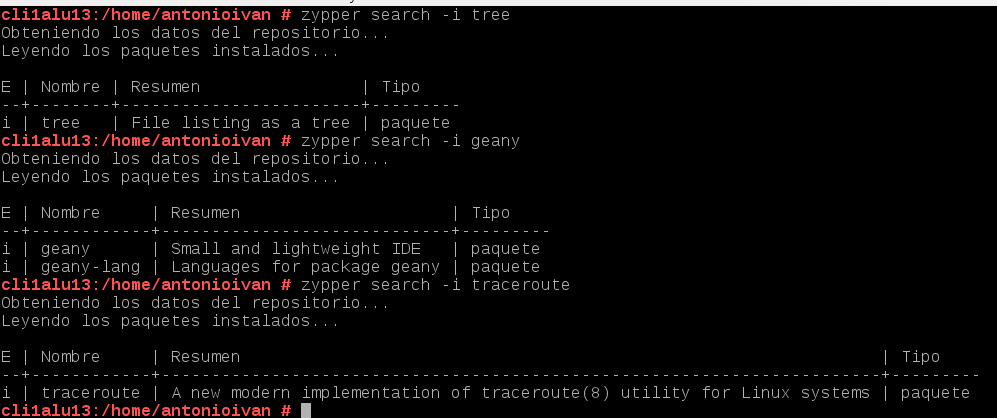 cli1alu13:/home/antonioivan # zypper search -i tree
Obteniendo los datos del repositorio...
Leyendo los paquetes instalados...
E | Nombre | Resumen                | Tipo
--+--------+------------------------+---------
i | tree   | File listing as a tree | paquete
cli1alu13:/home/antonioivan # zypper search -i geany
Obteniendo los datos del repositorio...
Leyendo los paquetes instalados...
E | Nombre     | Resumen                     | Tipo
--+------------+-----------------------------+---------
i | geany      | Small and lightweight IDE   | paquete
i | geany-lang | Languages for package geany | paquete
cli1alu13:/home/antonioivan # zypper search -i traceroute
Obteniendo los datos del repositorio...
Leyendo los paquetes instalados...
E | Nombre     | Resumen                                                                | Tipo
--+------------+------------------------------------------------------------------------+---------
i | traceroute | A new modern implementation of traceroute(8) utility for Linux systems | paquete
cli1alu13:/home/antonioivan #